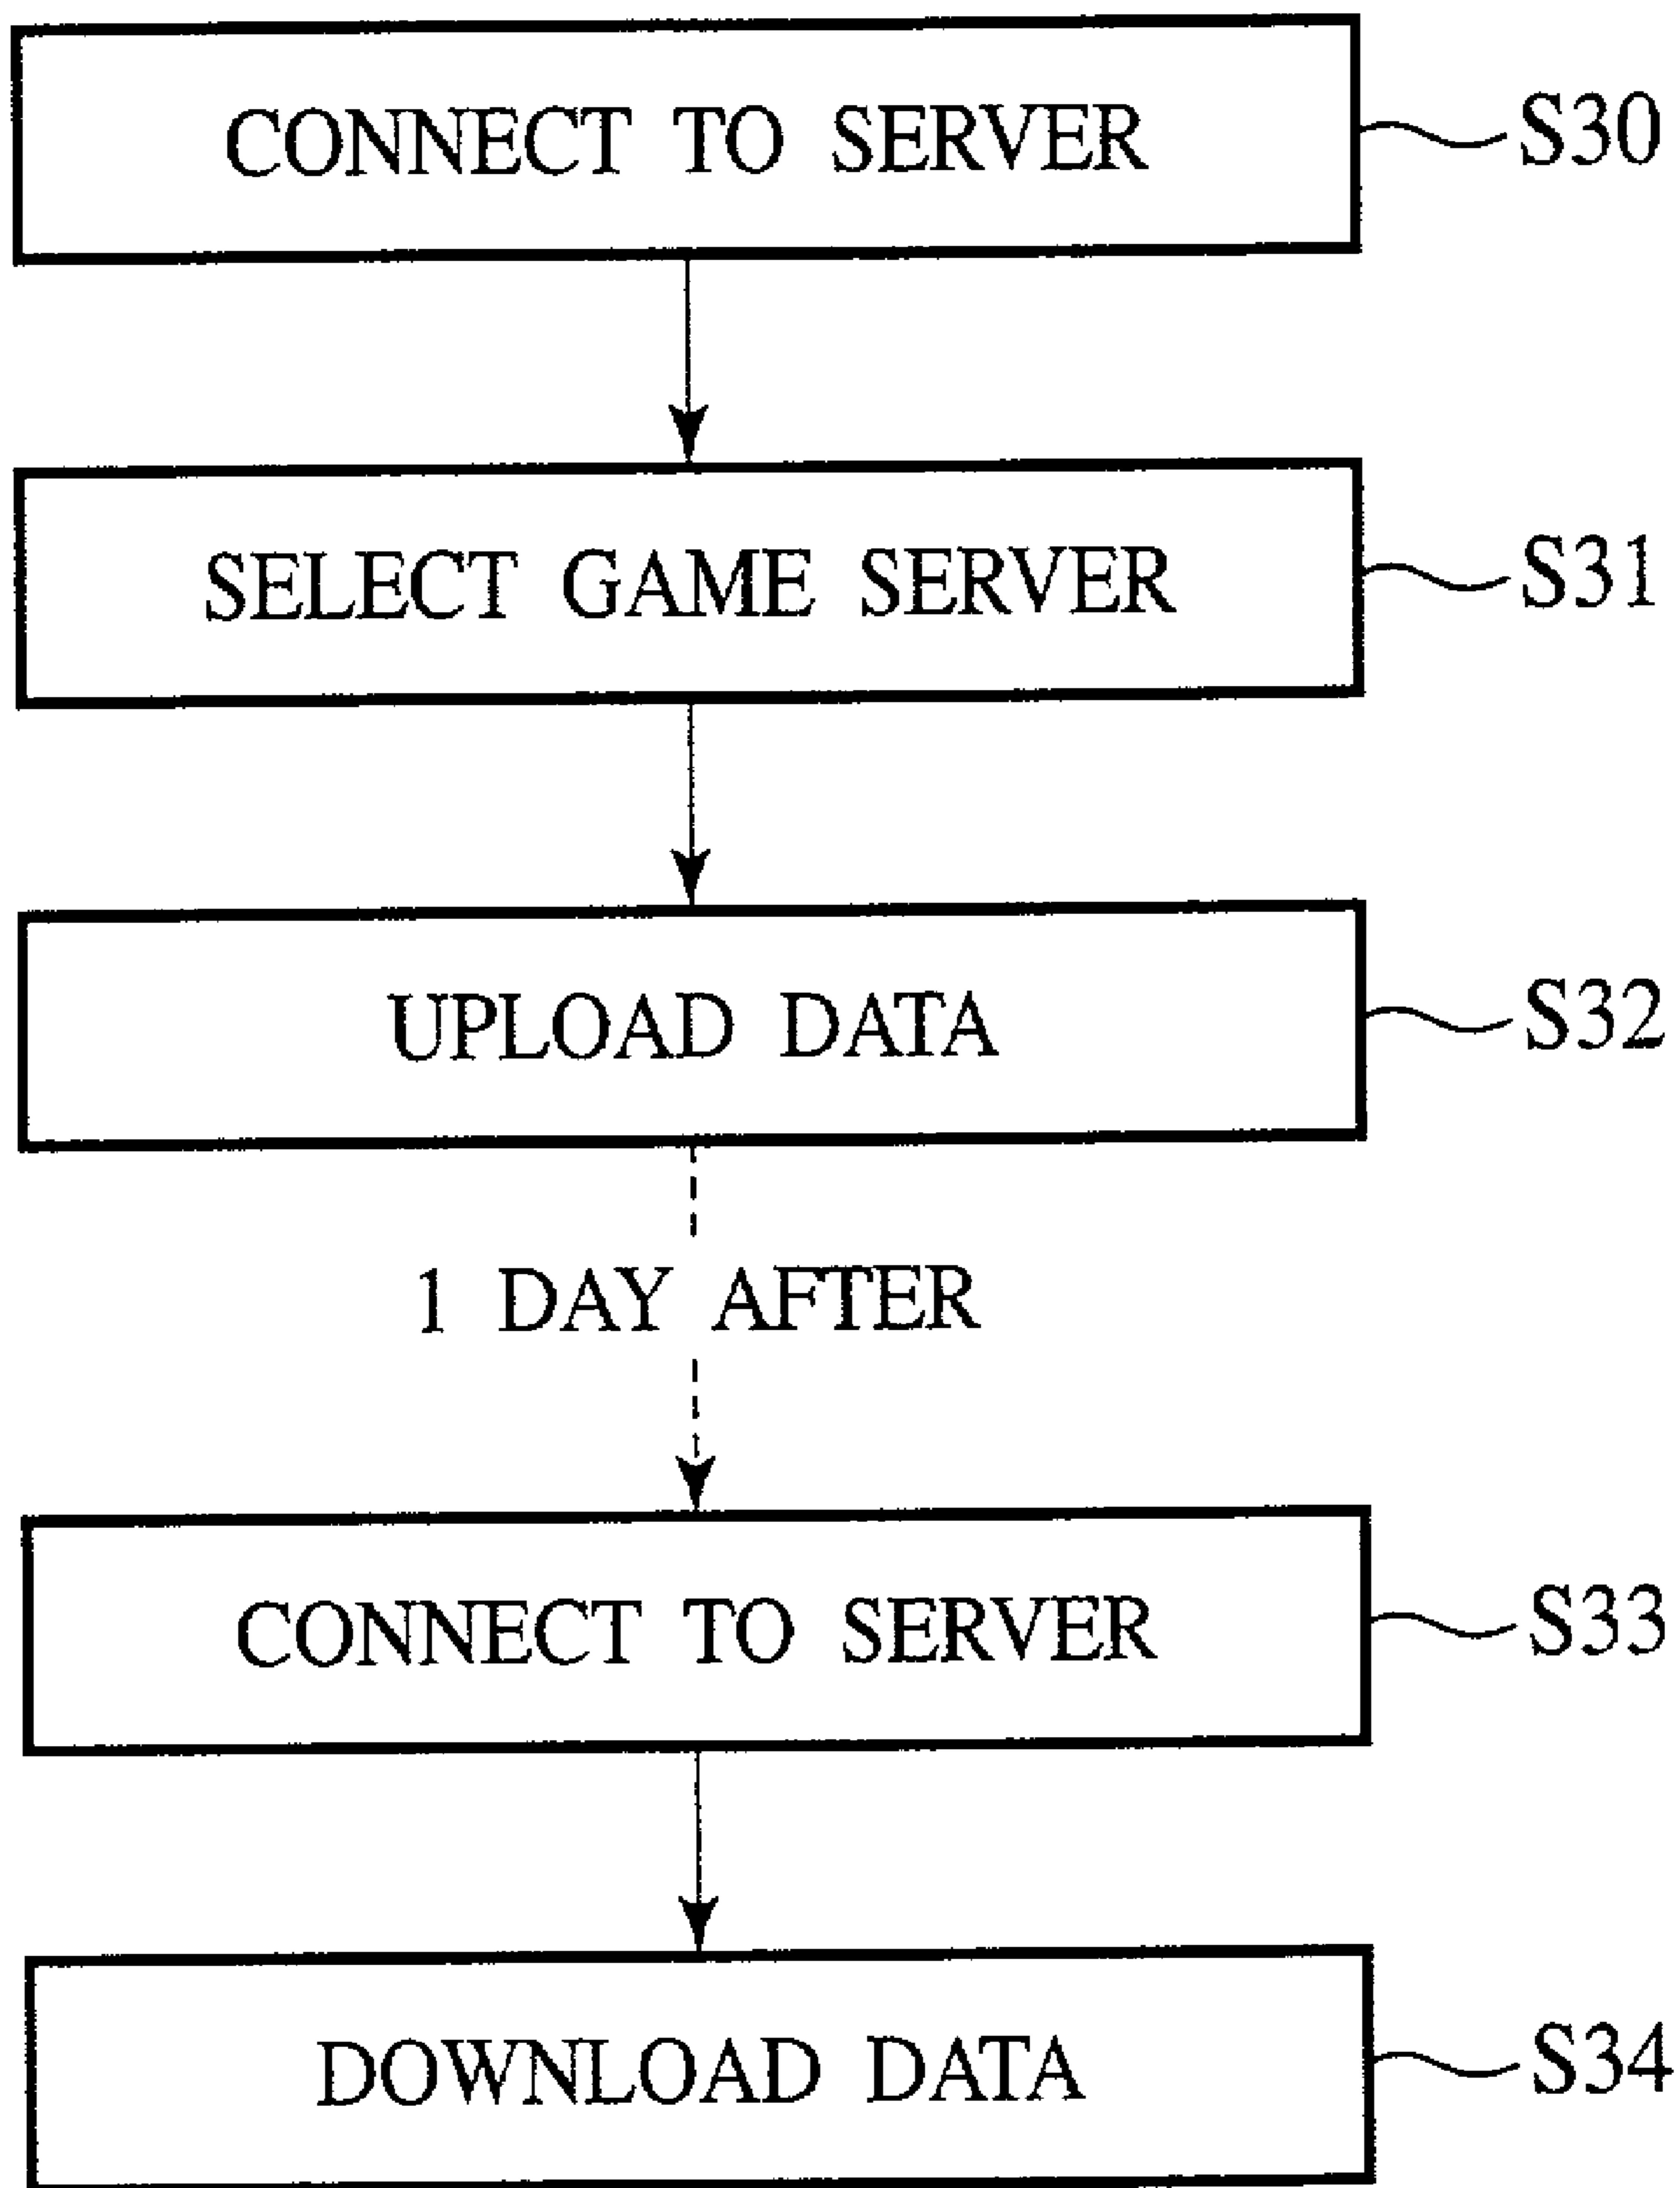 CONNECT TO SERVER S30
SELECT GAME SERVER S31
UPLOAD DATA S32
1 DAY AFTER
CONNECT TO SERVER S33
DOWNLOAD DATA S34